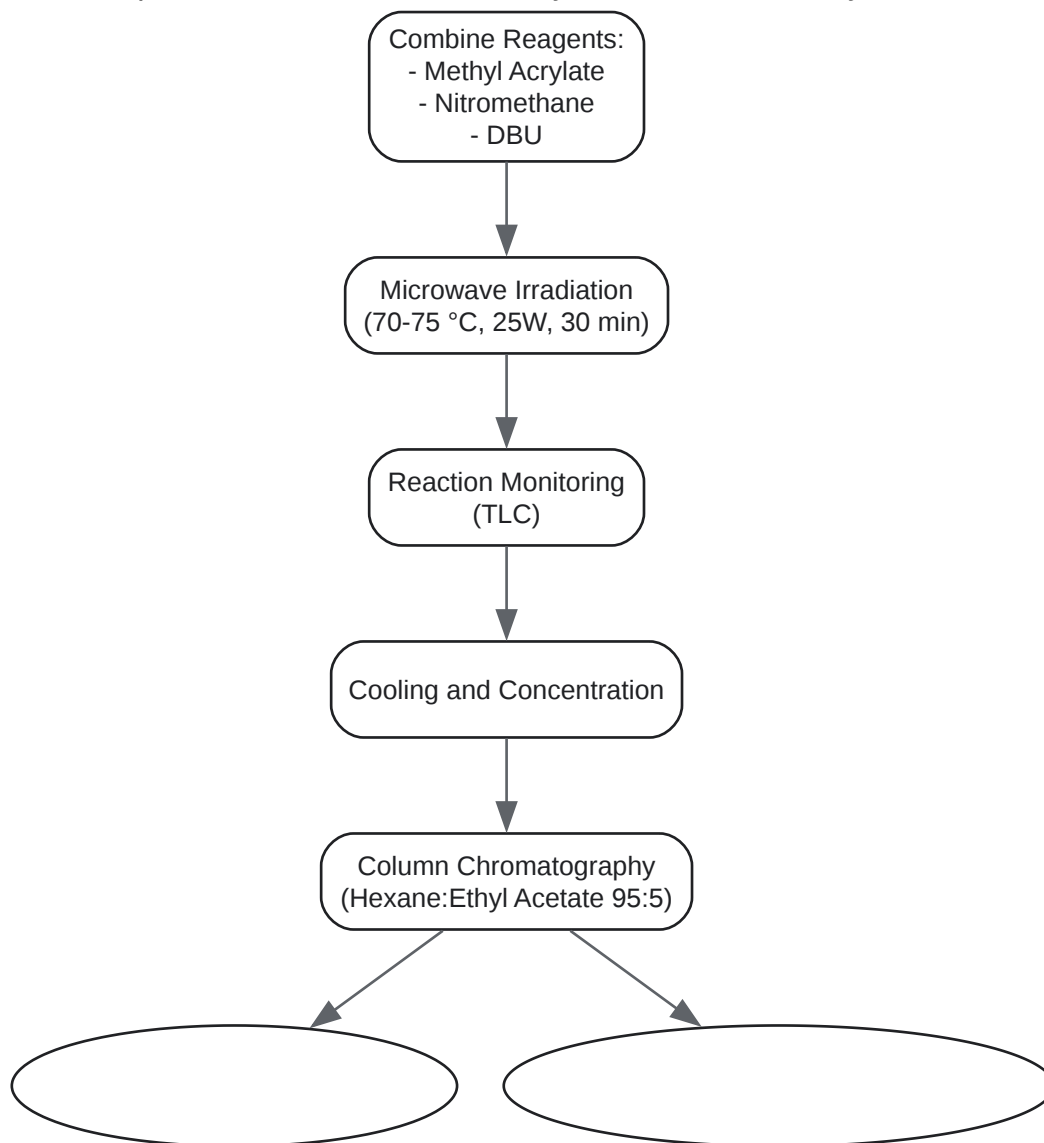 Combine Reagents:
- Methyl Acrylate
- Nitromethane
- DBU
Microwave Irradiation
(70-75 °C, 25W, 30 min)
Reaction Monitoring
(TLC)
Cooling and Concentration
Column Chromatography
(Hexane:Ethyl Acetate 95:5)